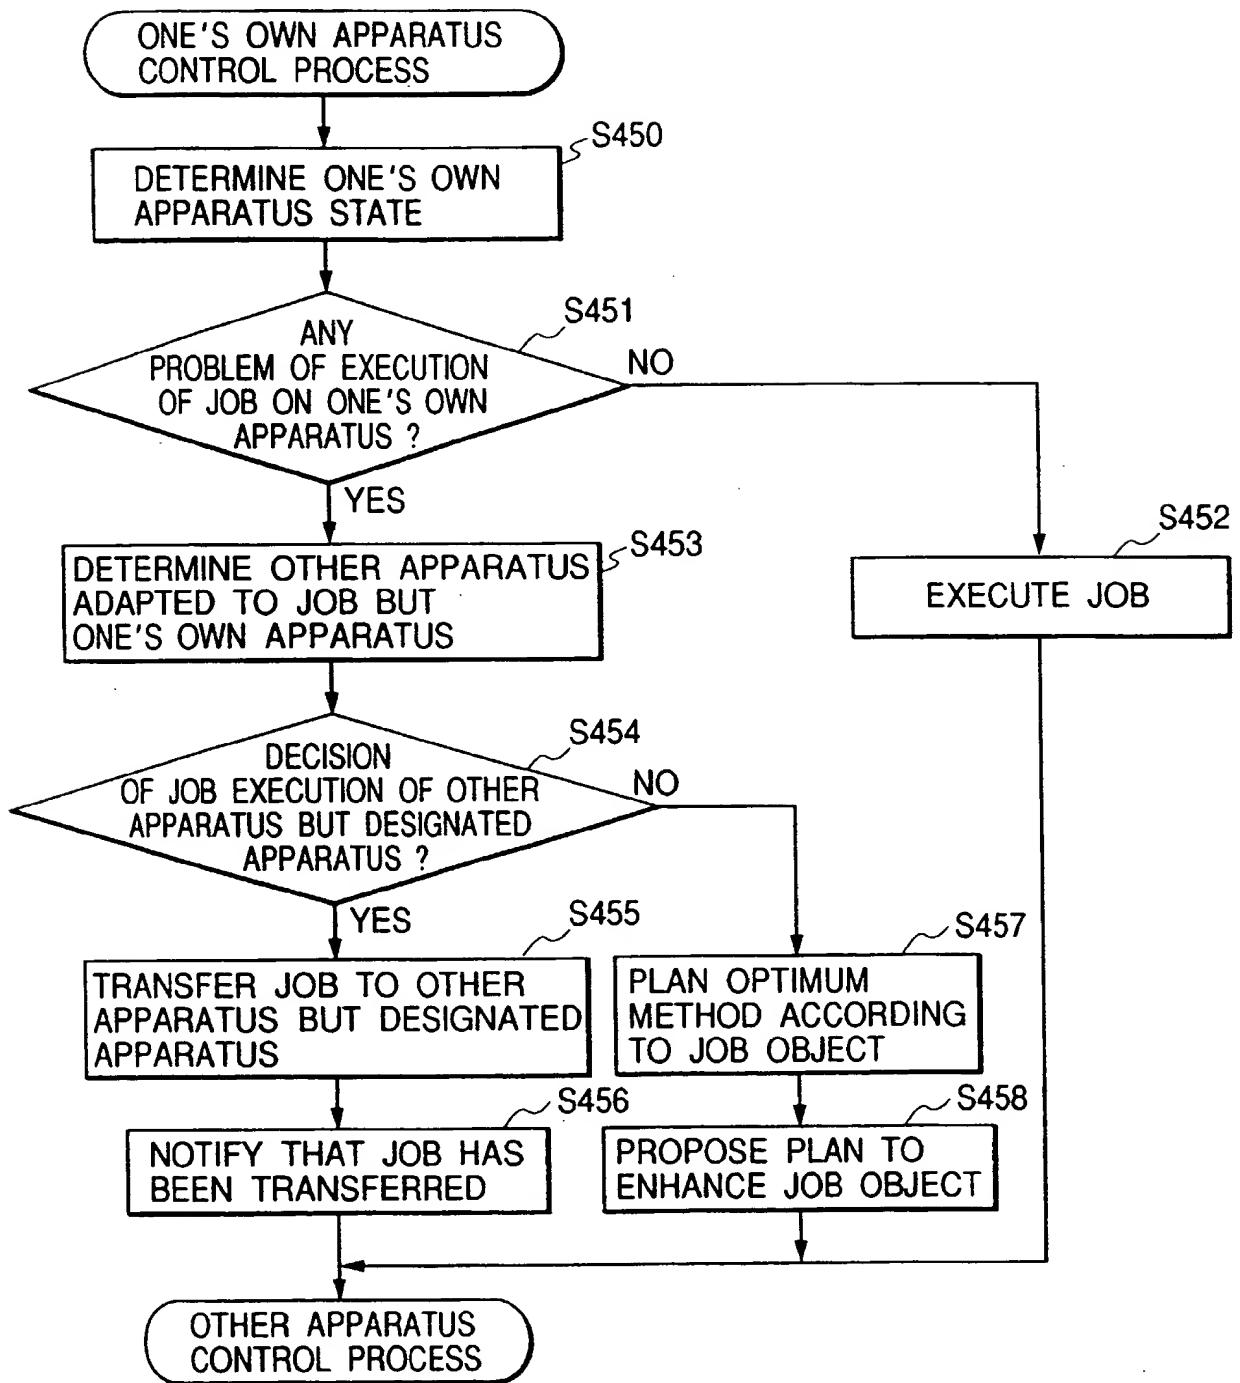 ONE'S OWN APPARATUS
CONTROL PROCESS
S450
DETERMINE ONE'S OWN
APPARATUS STATE
S451
ANY
PROBLEM OF EXECUTION
OF JOB ON ONE'S OWN
APPARATUS ?
NO
YES
S452
EXECUTE JOB
S453
DETERMINE OTHER APPARATUS
ADAPTED TO JOB BUT
ONE'S OWN APPARATUS
S454
DECISION
OF JOB EXECUTION OF OTHER
APPARATUS BUT DESIGNATED
APPARATUS ?
NO
YES
S455
TRANSFER JOB TO OTHER
APPARATUS BUT DESIGNATED
APPARATUS
S457
PLAN OPTIMUM
METHOD ACCORDING
TO JOB OBJECT
S456
NOTIFY THAT JOB HAS
BEEN TRANSFERRED
S458
PROPOSE PLAN TO
ENHANCE JOB OBJECT
OTHER APPARATUS
CONTROL PROCESS